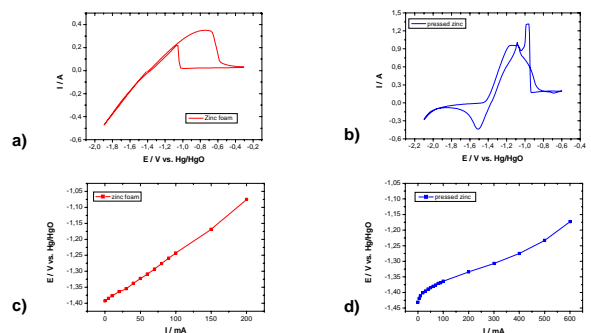 0,6
0,4
0,2
0,0
-0,2
-0,4
-0,6
I / A
Zinc foam
-2,0 -1,8 -1,6 -1,4 -1,2 -1,0 -0,8 -0,6 -0,4 -0,2
E / V vs. Hg/HgO
a)
1,5
1,2
0,9
0,6
0,3
0,0
-0,3
-0,6
I / A
pressed zinc
-2,2 -2,0 -1,8 -1,6 -1,4 -1,2 -1,0 -0,8 -0,6 -0,4
E / V vs. Hg/HgO
b)
-1,05
-1,10
-1,15
-1,20
-1,25
-1,30
-1,35
-1,40
E / V vs. Hg/HgO
zinc foam
0 50 100 150 200
I / mA
c)
-1,05
-1,10
-1,15
-1,20
-1,25
-1,30
-1,35
-1,40
-1,45
E / V vs. Hg/HgO
pressed zinc
0 100 200 300 400 500 600
I / mA
d)